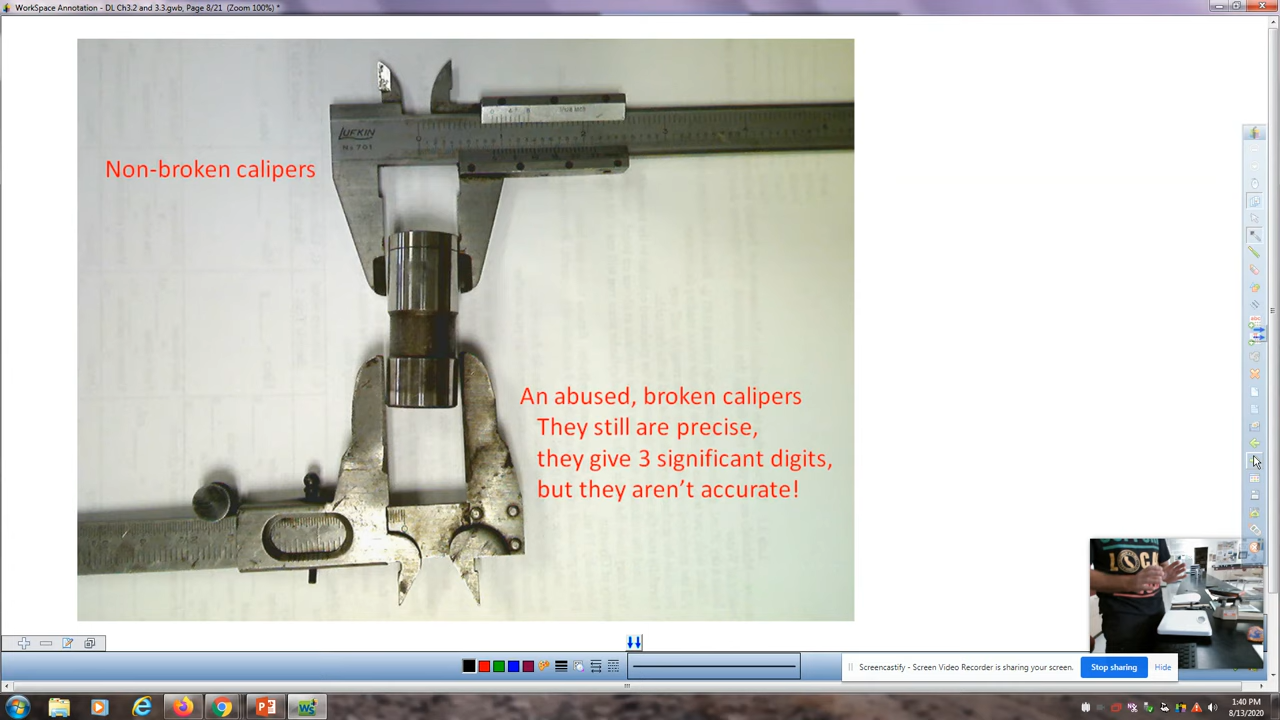 WorkSpace Annotation - DL Ch3.2 and 3.3.gwb, Page 8/21 (Zoom 100%) *
LUFKIN
No 701
Non-broken calipers
An abused, broken calipers
They still are precise,
they give 3 significant digits,
but they aren't accurate!
Screencastify - Screen Video Recorder is sharing your screen.
Stop sharing
Hide
1:40 PM
8/13/2020